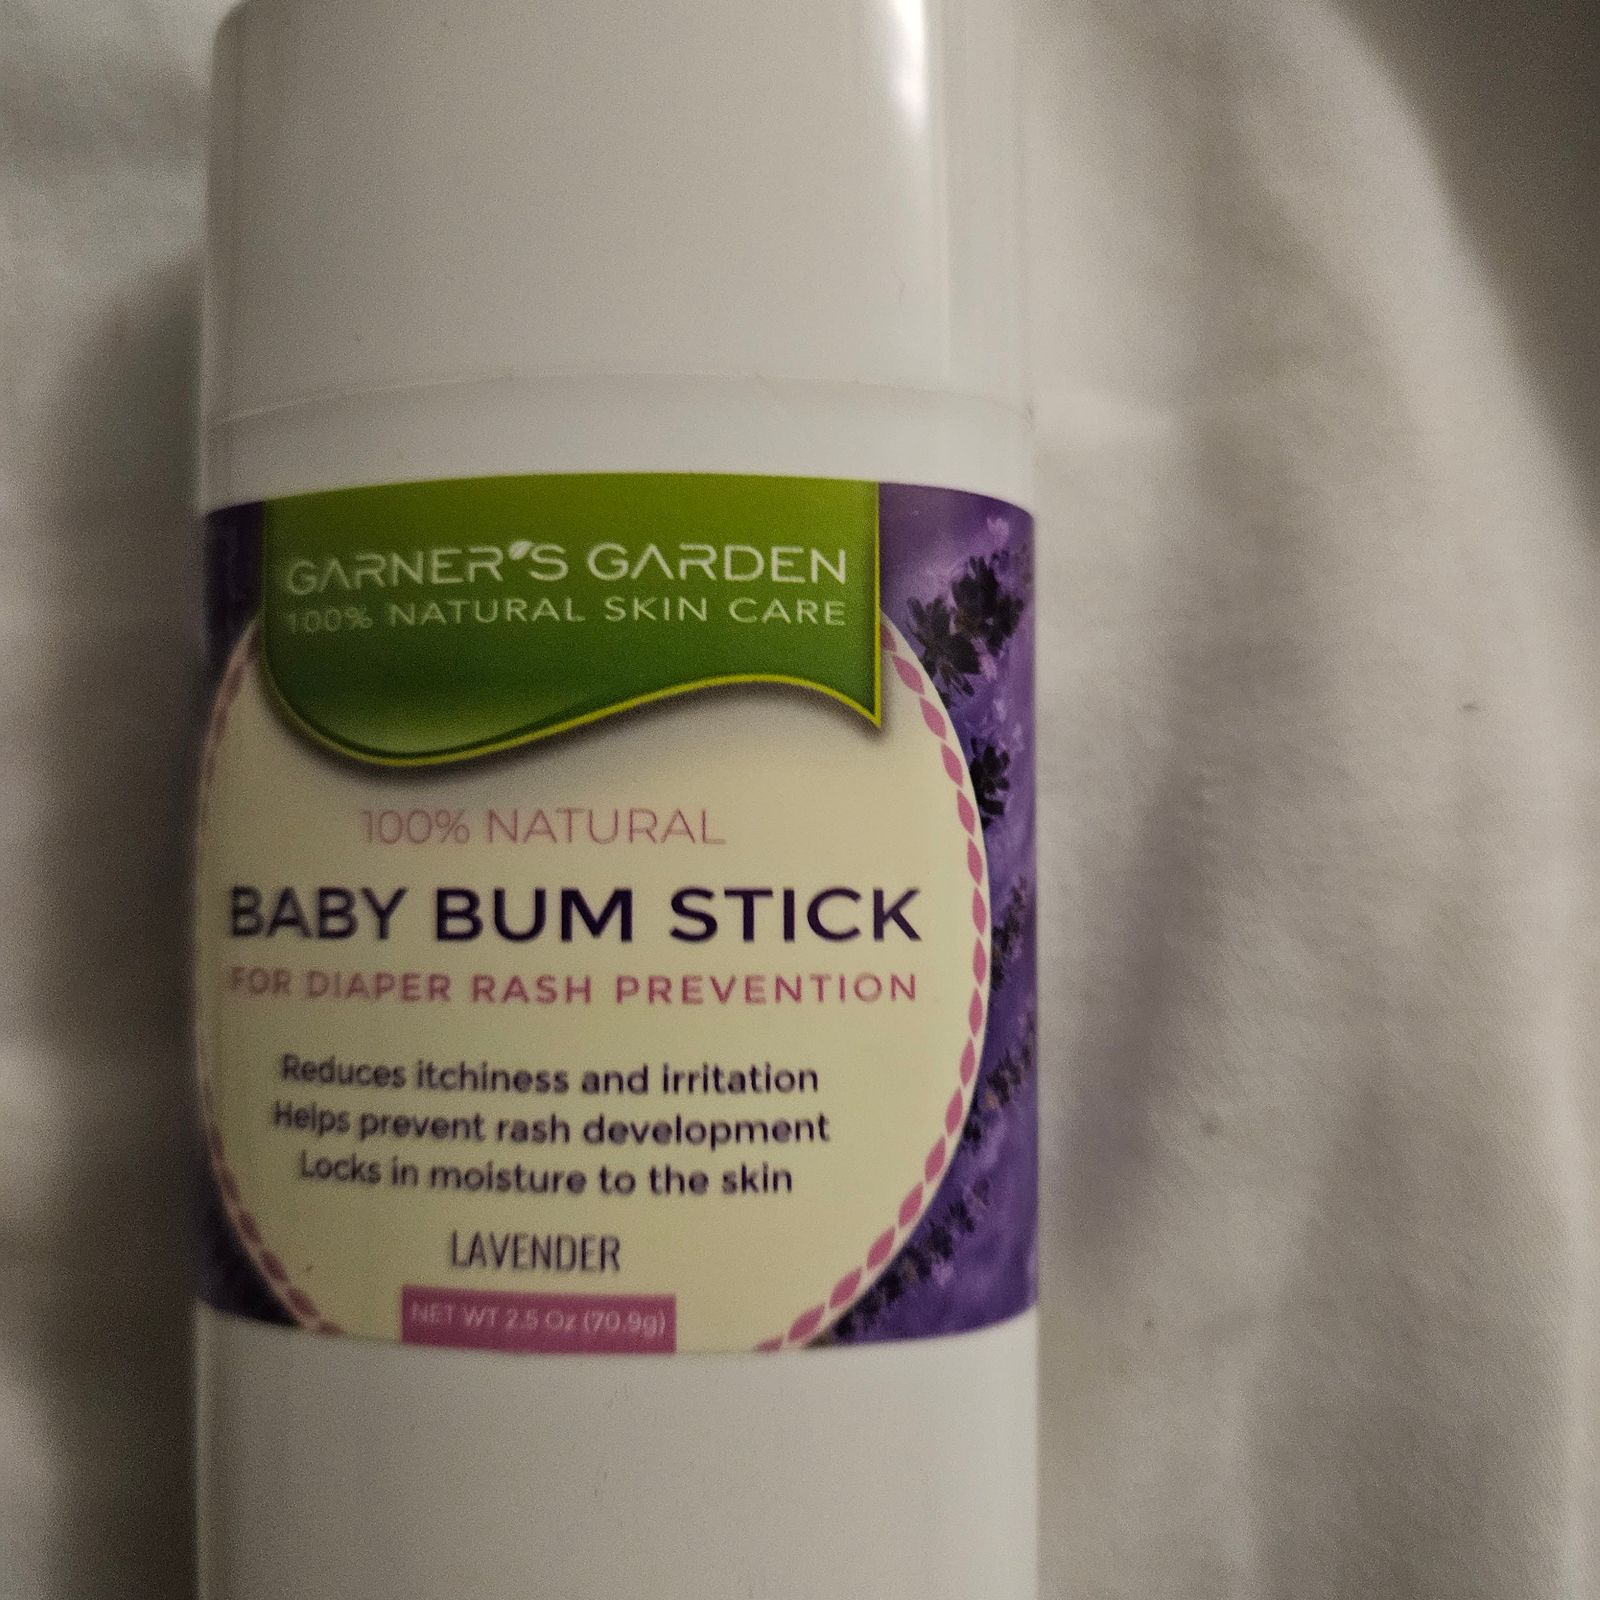 GARNER'S GARDEN
100% NATURAL SKIN CARE
100% NATURAL
BABY BUM STICK
FOR DIAPER RASH PREVENTION
Reduces itchiness and irritation
Helps prevent rash development
Locks in moisture to the skin
LAVENDER
NET WT 2.5 Oz (70.9g)